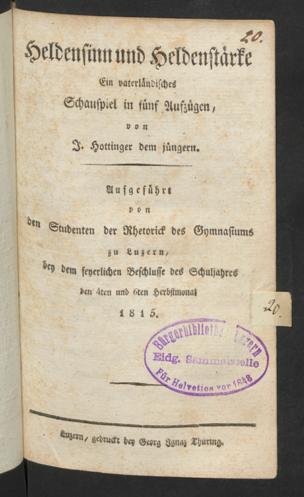 20.
Heldensinn und Heldenstärke
Ein vaterländisches
Schauspiel in fünf Aufzügen,
von
J. Hottinger dem jüngern.
Aufgeführt
von
den Studenten der Rhetorick des Gymnasiums
zu Luzern,
bey dem feyerlichen Beschlusse des Schuljahres
den 4ten und 6ten Herbstmonat
1815.
20.
Bürgerbibliothek Luzern
Eidg. Sammelstelle
Für Helvetica vor 1848
Luzern, gedruckt bey Georg Ignaz Thüring.